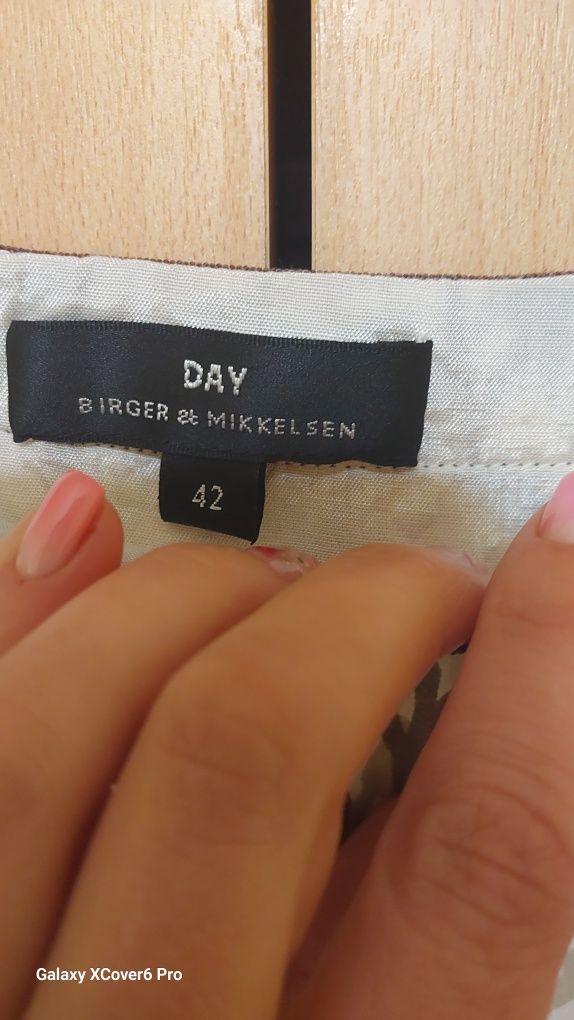 DAY
BIRGER & MIKKELSEN
42
Galaxy XCover6 Pro